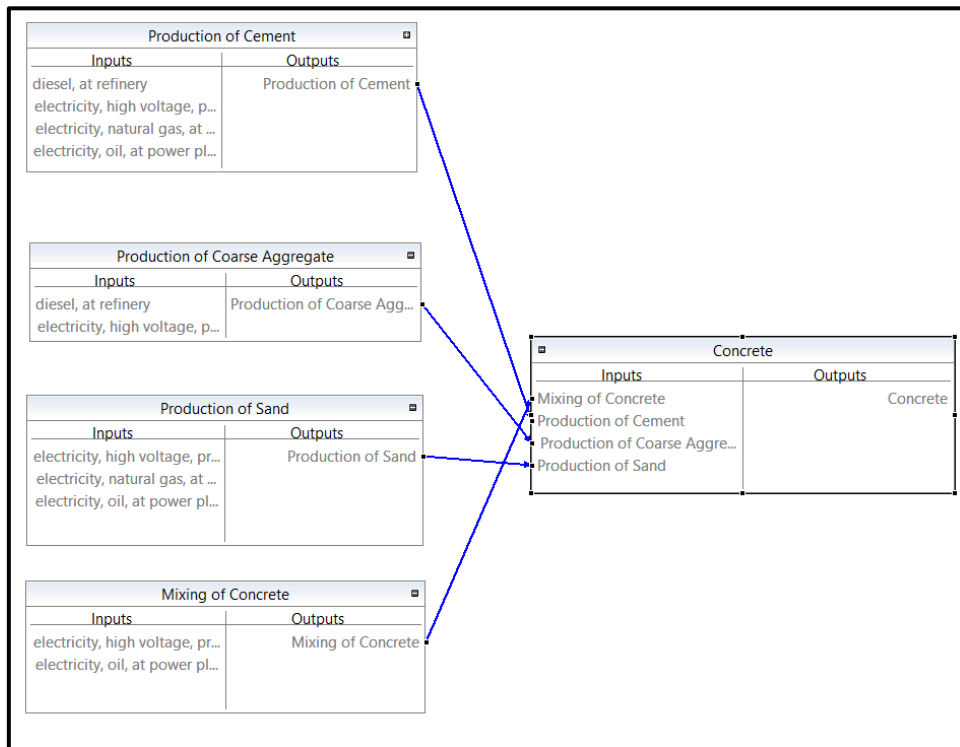 Production of Cement
Inputs Outputs
diesel, at refinery Production of Cement
electricity, high voltage, p...
electricity, natural gas, at ...
electricity, oil, at power pl...
Production of Coarse Aggregate
Inputs Outputs
diesel, at refinery Production of Coarse Agg...
electricity, high voltage, p...
Concrete
Inputs Outputs
Mixing of Concrete Concrete
Production of Cement
Production of Coarse Aggre...
Production of Sand
Production of Sand
Inputs Outputs
electricity, high voltage, pr... Production of Sand
electricity, natural gas, at ...
electricity, oil, at power pl...
Mixing of Concrete
Inputs Outputs
electricity, high voltage, pr... Mixing of Concrete
electricity, oil, at power pl...